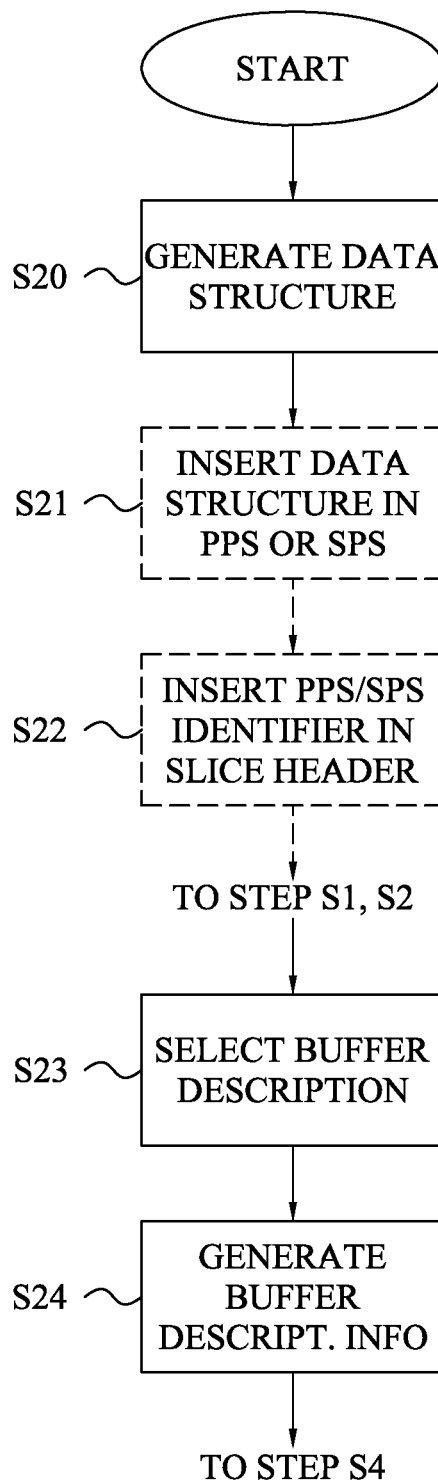 START
S20
GENERATE DATA
STRUCTURE
S21
INSERT DATA
STRUCTURE IN
PPS OR SPS
S22
INSERT PPS/SPS
IDENTIFIER IN
SLICE HEADER
TO STEP S1, S2
S23
SELECT BUFFER
DESCRIPTION
S24
GENERATE
BUFFER
DESCRIPT. INFO
TO STEP S4